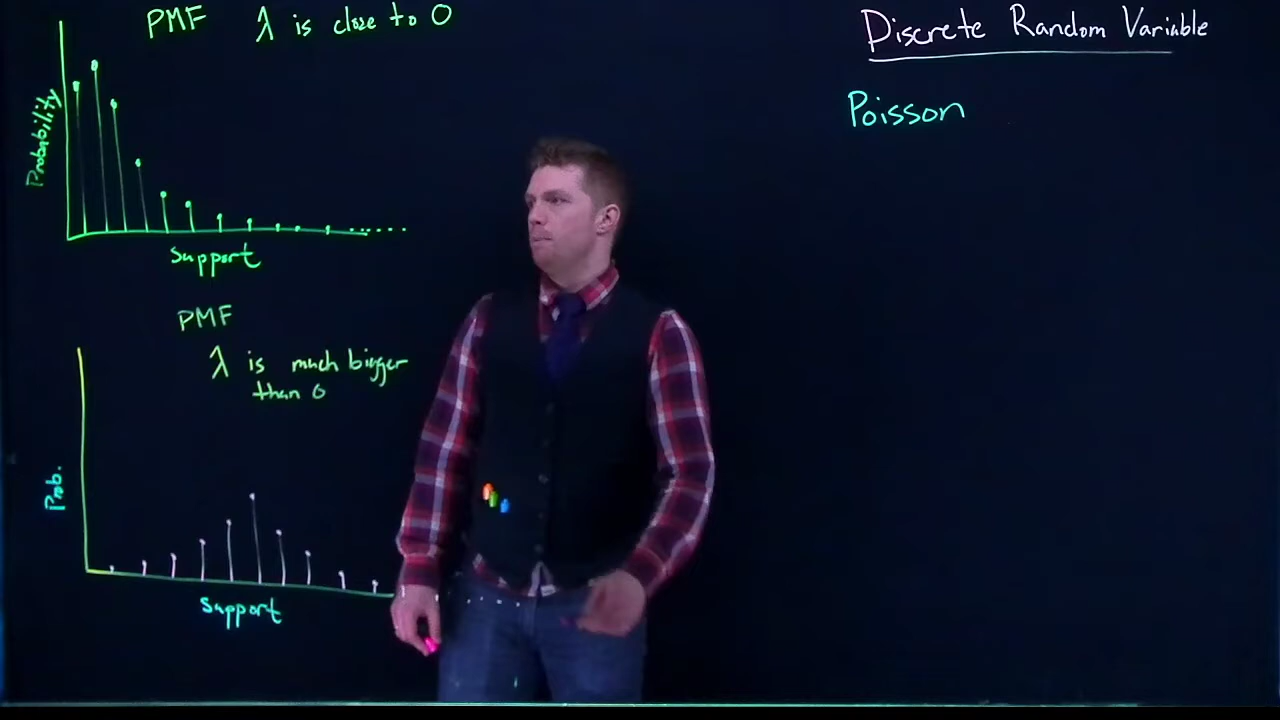 PMF λ is close to 0
Probability
Support
PMF
λ is much bigger
than 0
Prob.
Support
Discrete Random Variable
Poisson